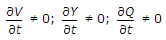 ∂V/∂t ≠ 0; ∂Y/∂t ≠ 0; ∂Q/∂t ≠ 0